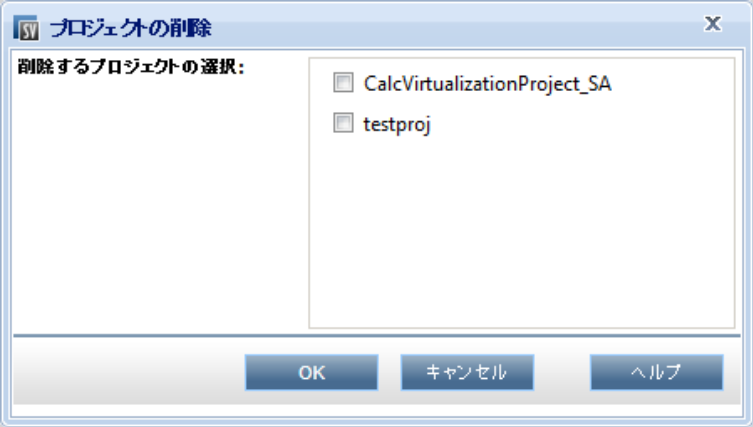 SV プロジェクトの削除 X
削除するプロジェクトの選択:
CalcVirtualizationProject_SA
testproj
OK キャンセル ヘルプ